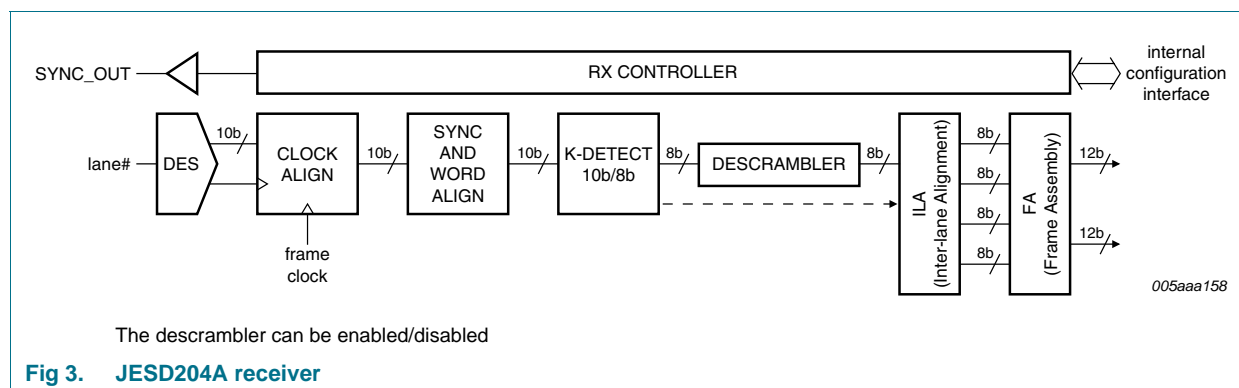 SYNC_OUT
RX CONTROLLER
internal
configuration
interface
lane#
DES
10b
CLOCK
ALIGN
frame
clock
10b
SYNC
AND
WORD
ALIGN
10b
K-DETECT
10b/8b
8b
DESCRAMBLER
8b
ILA
(Inter-lane Alignment)
8b
8b
8b
8b
FA
(Frame Assembly)
12b
12b
005aaa158
The descrambler can be enabled/disabled
Fig 3. JESD204A receiver